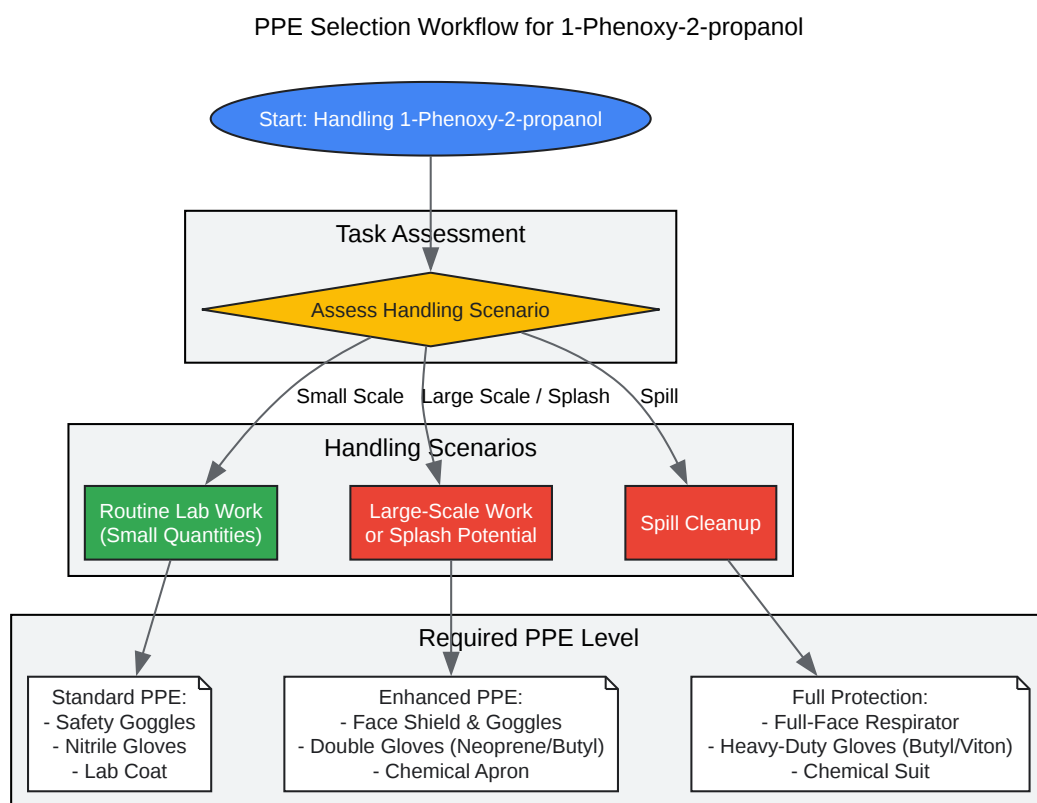 PPE Selection Workflow for 1-Phenoxy-2-propanol
Start: Handling 1-Phenoxy-2-propanol
Task Assessment
Assess Handling Scenario
Small Scale
Large Scale / Splash
Spill
Handling Scenarios
Routine Lab Work
(Small Quantities)
Large-Scale Work
or Splash Potential
Spill Cleanup
Required PPE Level
Standard PPE:
- Safety Goggles
- Nitrile Gloves
- Lab Coat
Enhanced PPE:
- Face Shield & Goggles
- Double Gloves (Neoprene/Butyl)
- Chemical Apron
Full Protection:
- Full-Face Respirator
- Heavy-Duty Gloves (Butyl/Viton)
- Chemical Suit